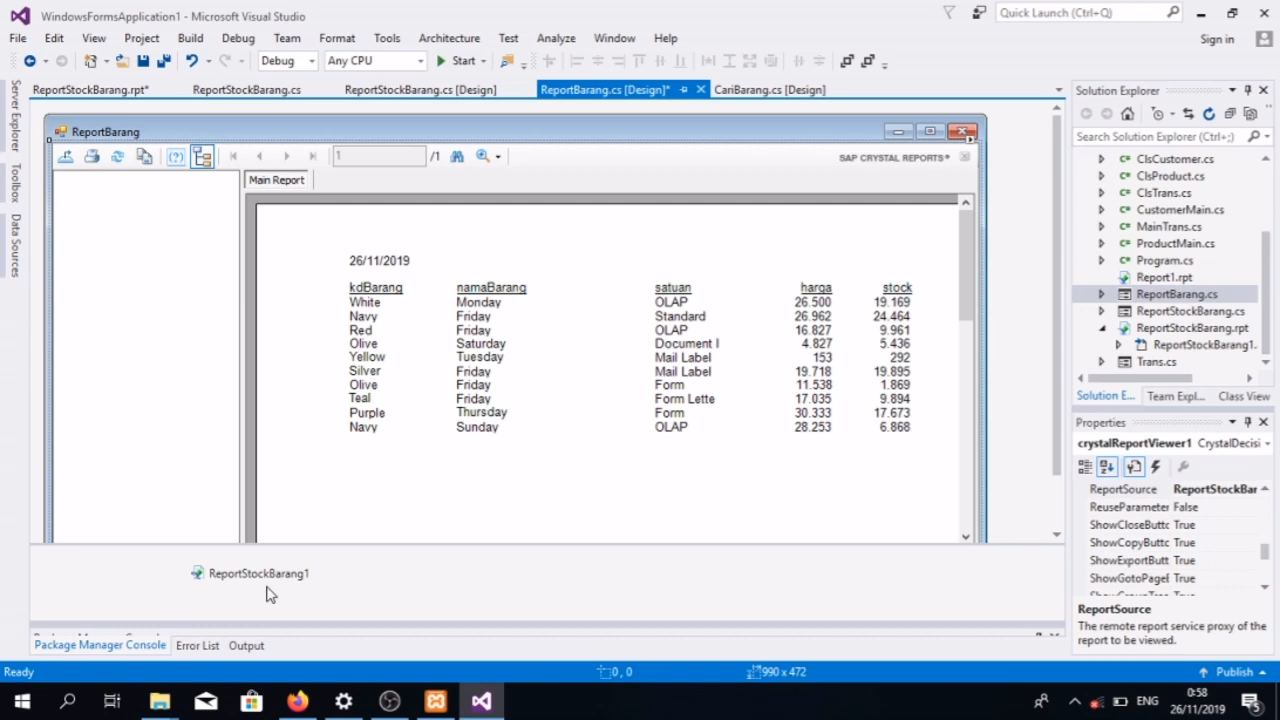 WindowsFormsApplication1 - Microsoft Visual Studio
Quick Launch (Ctrl+Q)
File Edit View Project Build Debug Team Format Tools Architecture Test Analyze Window Help
Sign in
Debug Any CPU Start
ReportStockBarang.rpt* ReportStockBarang.cs ReportStockBarang.cs [Design] ReportBarang.cs [Design]* CariBarang.cs [Design]
Server Explorer
Toolbox
Data Sources
ReportBarang
1 /1
SAP CRYSTAL REPORTS®
Main Report
26/11/2019
kdBarang namaBarang satuan harga stock
White Monday OLAP 26.500 19.169
Navy Friday Standard 26.962 24.464
Red Friday OLAP 16.827 9.961
Olive Saturday Document I 4.827 5.436
Yellow Tuesday Mail Label 153 292
Silver Friday Mail Label 19.718 19.895
Olive Friday Form 11.538 1.869
Teal Friday Form Lette 17.035 9.894
Purple Thursday Form 30.333 17.673
Navy Sunday OLAP 28.253 6.868
ReportStockBarang1
Package Manager Console Error List Output
Solution Explorer
Search Solution Explorer (Ctrl+;)
ClsCustomer.cs
ClsProduct.cs
ClsTrans.cs
CustomerMain.cs
MainTrans.cs
ProductMain.cs
Program.cs
Report1.rpt
ReportBarang.cs
ReportStockBarang.cs
ReportStockBarang.rpt
ReportStockBarang1.
Trans.cs
Solution E... Team Expl... Class View
Properties
crystalReportViewer1 CrystalDecisi
ReportSource ReportStockBar
ReuseParameter False
ShowCloseButtc True
ShowCopyButtc True
ShowExportButt True
ShowGotoPageE True
ReportSource
The remote report service proxy of the
report to be viewed.
Ready
0, 0
990 x 472
Publish
ENG
0:58
26/11/2019
5